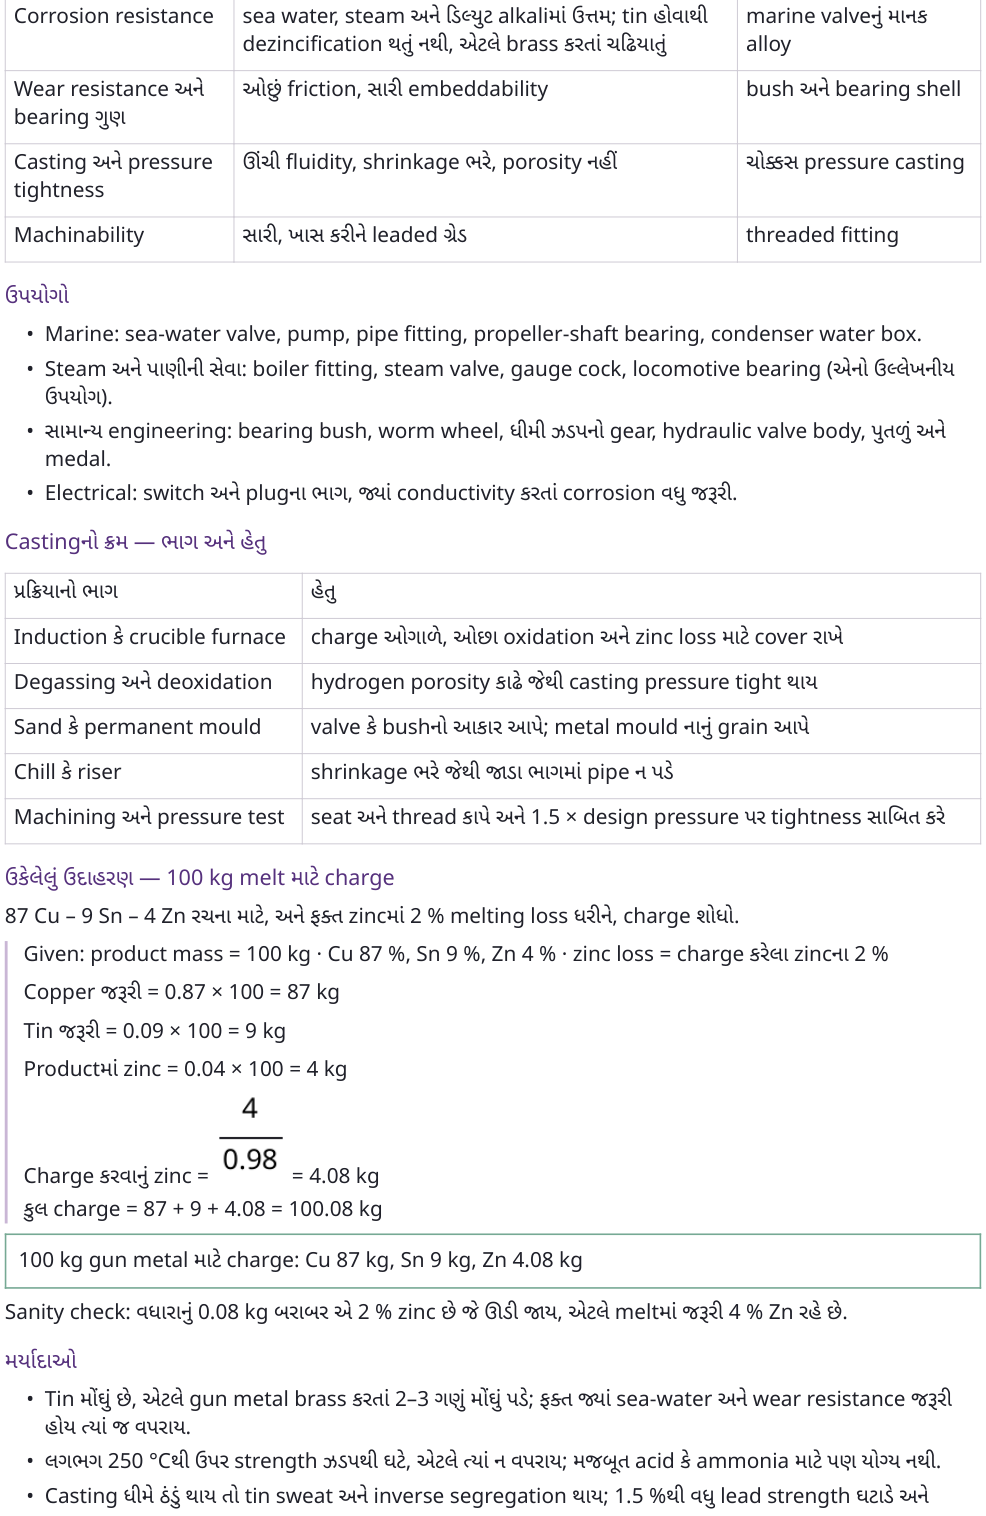 Corrosion resistance
sea water, steam અને ડિલ્યુટ alkaliમાં ઉત્તમ; tin હોવાથી
dezincification થતું નથી, એટલે brass કરતાં ચઢિયાતું
marine valveનું માનક
alloy
Wear resistance અને
bearing ગુણ
ઓછું friction, સારી embeddability
bush અને bearing shell
Casting અને pressure
tightness
ઊંચી fluidity, shrinkage ભરે, porosity નહીં
ચોક્કસ pressure casting
Machinability
સારી, ખાસ કરીને leaded ગ્રેડ
threaded fitting
ઉપયોગો
• Marine: sea-water valve, pump, pipe fitting, propeller-shaft bearing, condenser water box.
• Steam અને પાણીની સેવા: boiler fitting, steam valve, gauge cock, locomotive bearing (એનો ઉલ્લેખનીય
ઉપયોગ).
• સામાન્ય engineering: bearing bush, worm wheel, ધીમી ઝડપનો gear, hydraulic valve body, પુતળું અને
medal.
• Electrical: switch અને plugના ભાગ, જ્યાં conductivity કરતાં corrosion વધુ જરૂરી.
Castingનો ક્રમ — ભાગ અને હેતુ
પ્રક્રિયાનો ભાગ
હેતુ
Induction કે crucible furnace
charge ઓગાળે, ઓછા oxidation અને zinc loss માટે cover રાખે
Degassing અને deoxidation
hydrogen porosity કાઢે જેથી casting pressure tight થાય
Sand કે permanent mould
valve કે bushનો આકાર આપે; metal mould નાનું grain આપે
Chill કે riser
shrinkage ભરે જેથી જાડા ભાગમાં pipe ન પડે
Machining અને pressure test
seat અને thread કાપે અને 1.5 × design pressure પર tightness સાબિત કરે
ઉકેલેલું ઉદાહરણ — 100 kg melt માટે charge
87 Cu – 9 Sn – 4 Zn રચના માટે, અને ફક્ત zincમાં 2 % melting loss ધરીને, charge શોધો.
Given: product mass = 100 kg · Cu 87 %, Sn 9 %, Zn 4 % · zinc loss = charge કરેલા zincના 2 %
Copper જરૂરી = 0.87 × 100 = 87 kg
Tin જરૂરી = 0.09 × 100 = 9 kg
Productમાં zinc = 0.04 × 100 = 4 kg
Charge કરવાનું zinc = 4/0.98 = 4.08 kg
કુલ charge = 87 + 9 + 4.08 = 100.08 kg
100 kg gun metal માટે charge: Cu 87 kg, Sn 9 kg, Zn 4.08 kg
Sanity check: વધારાનું 0.08 kg બરાબર એ 2 % zinc છે જે ઊડી જાય, એટલે meltમાં જરૂરી 4 % Zn રહે છે.
મર્યાદાઓ
• Tin મોંઘું છે, એટલે gun metal brass કરતાં 2–3 ગણું મોંઘું પડે; ફક્ત જ્યાં sea-water અને wear resistance જરૂરી
હોય ત્યાં જ વપરાય.
• લગભગ 250 °Cથી ઉપર strength ઝડપથી ઘટે, એટલે ત્યાં ન વપરાય; મજબૂત acid કે ammonia માટે પણ યોગ્ય નથી.
• Casting ધીમે ઠંડું થાય તો tin sweat અને inverse segregation થાય; 1.5 %થી વધુ lead strength ઘટાડે અને